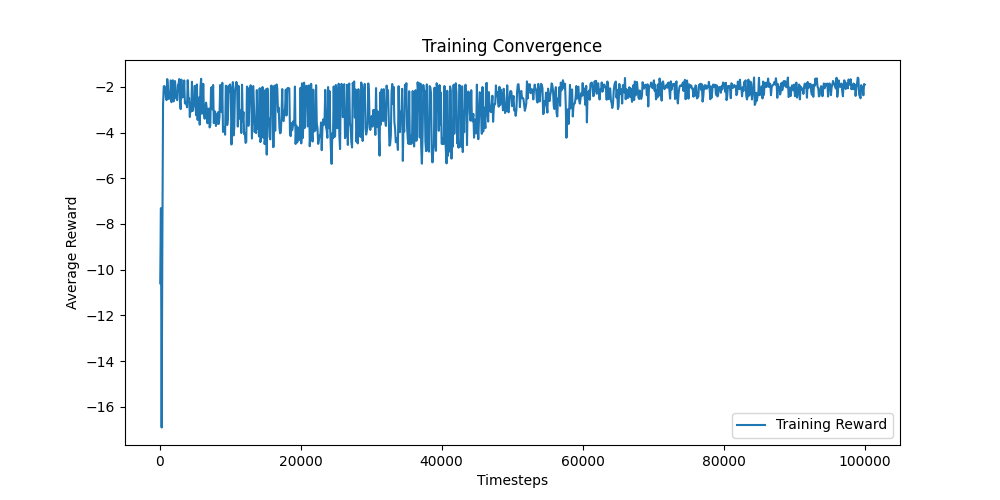 Training Convergence
Average Reward
−2
−4
−6
−8
−10
−12
−14
−16
Training Reward
0 20000 40000 60000 80000 100000
Timesteps